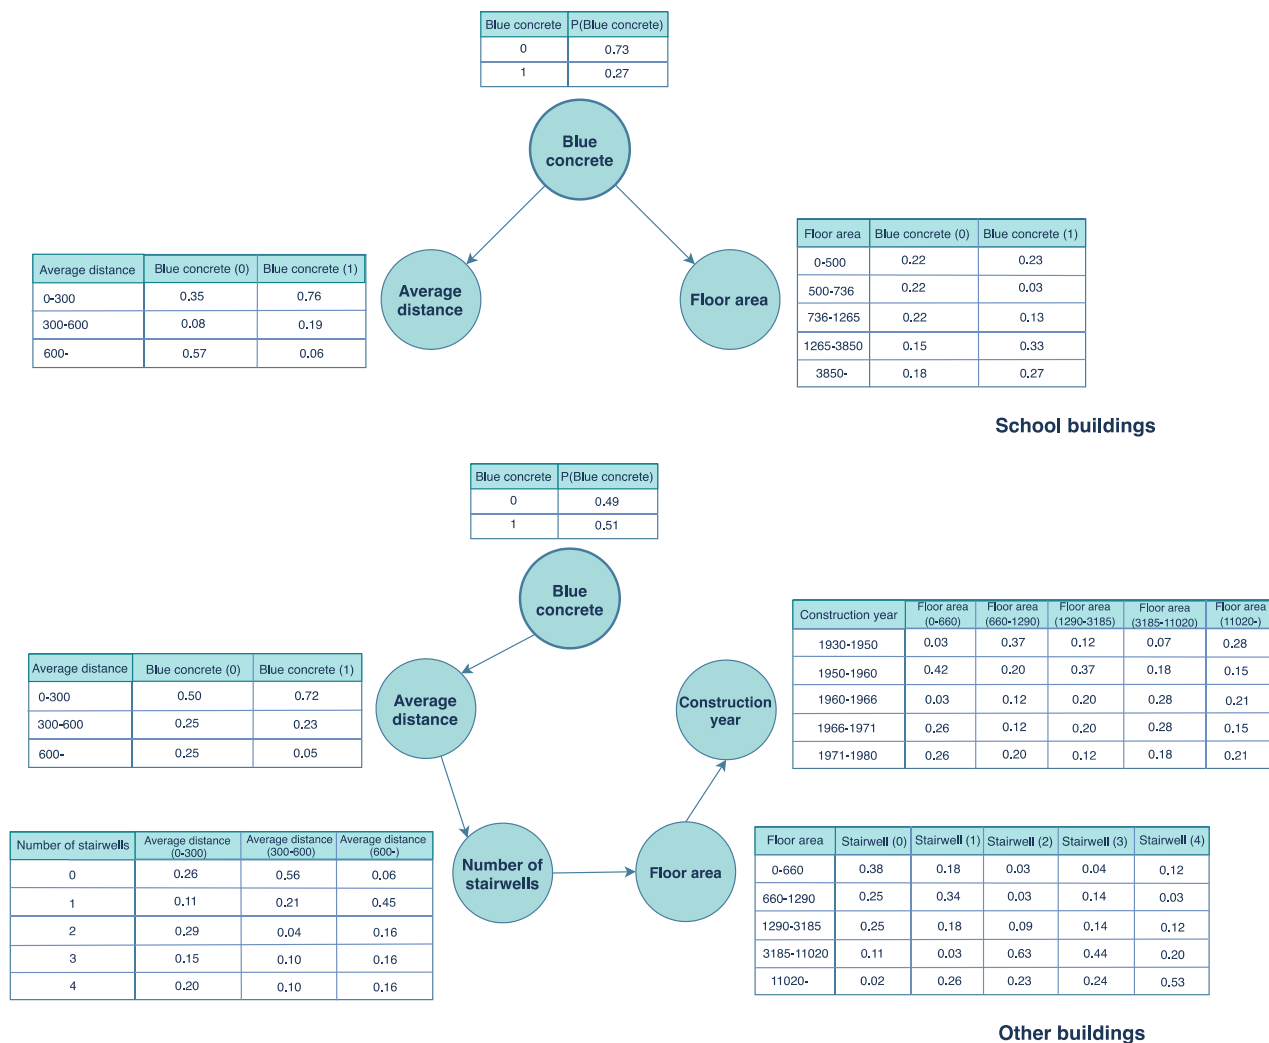 Blue concrete P(Blue concrete)
0 0.73
1 0.27
Blue
concrete
Average distance Blue concrete (0) Blue concrete (1)
0-300 0.35 0.76
300-600 0.08 0.19
600- 0.57 0.06
Average
distance
Floor area
Floor area Blue concrete (0) Blue concrete (1)
0-500 0.22 0.23
500-736 0.22 0.03
736-1265 0.22 0.13
1265-3850 0.15 0.33
3850- 0.18 0.27
School buildings
Blue concrete P(Blue concrete)
0 0.49
1 0.51
Blue
concrete
Average distance Blue concrete (0) Blue concrete (1)
0-300 0.50 0.72
300-600 0.25 0.23
600- 0.25 0.05
Average
distance
Construction
year
Construction year Floor area (0-660) Floor area (660-1290) Floor area (1290-3185) Floor area (3185-11020) Floor area (11020-)
1930-1950 0.03 0.37 0.12 0.07 0.28
1950-1960 0.42 0.20 0.37 0.18 0.15
1960-1966 0.03 0.12 0.20 0.28 0.21
1966-1971 0.26 0.12 0.20 0.28 0.15
1971-1980 0.26 0.20 0.12 0.18 0.21
Number of stairwells Average distance (0-300) Average distance (300-600) Average distance (600-)
0 0.26 0.56 0.06
1 0.11 0.21 0.45
2 0.29 0.04 0.16
3 0.15 0.10 0.16
4 0.20 0.10 0.16
Number of
stairwells
Floor area
Floor area Stairwell (0) Stairwell (1) Stairwell (2) Stairwell (3) Stairwell (4)
0-660 0.38 0.18 0.03 0.04 0.12
660-1290 0.25 0.34 0.03 0.14 0.03
1290-3185 0.25 0.18 0.09 0.14 0.12
3185-11020 0.11 0.03 0.63 0.44 0.20
11020- 0.02 0.26 0.23 0.24 0.53
Other buildings